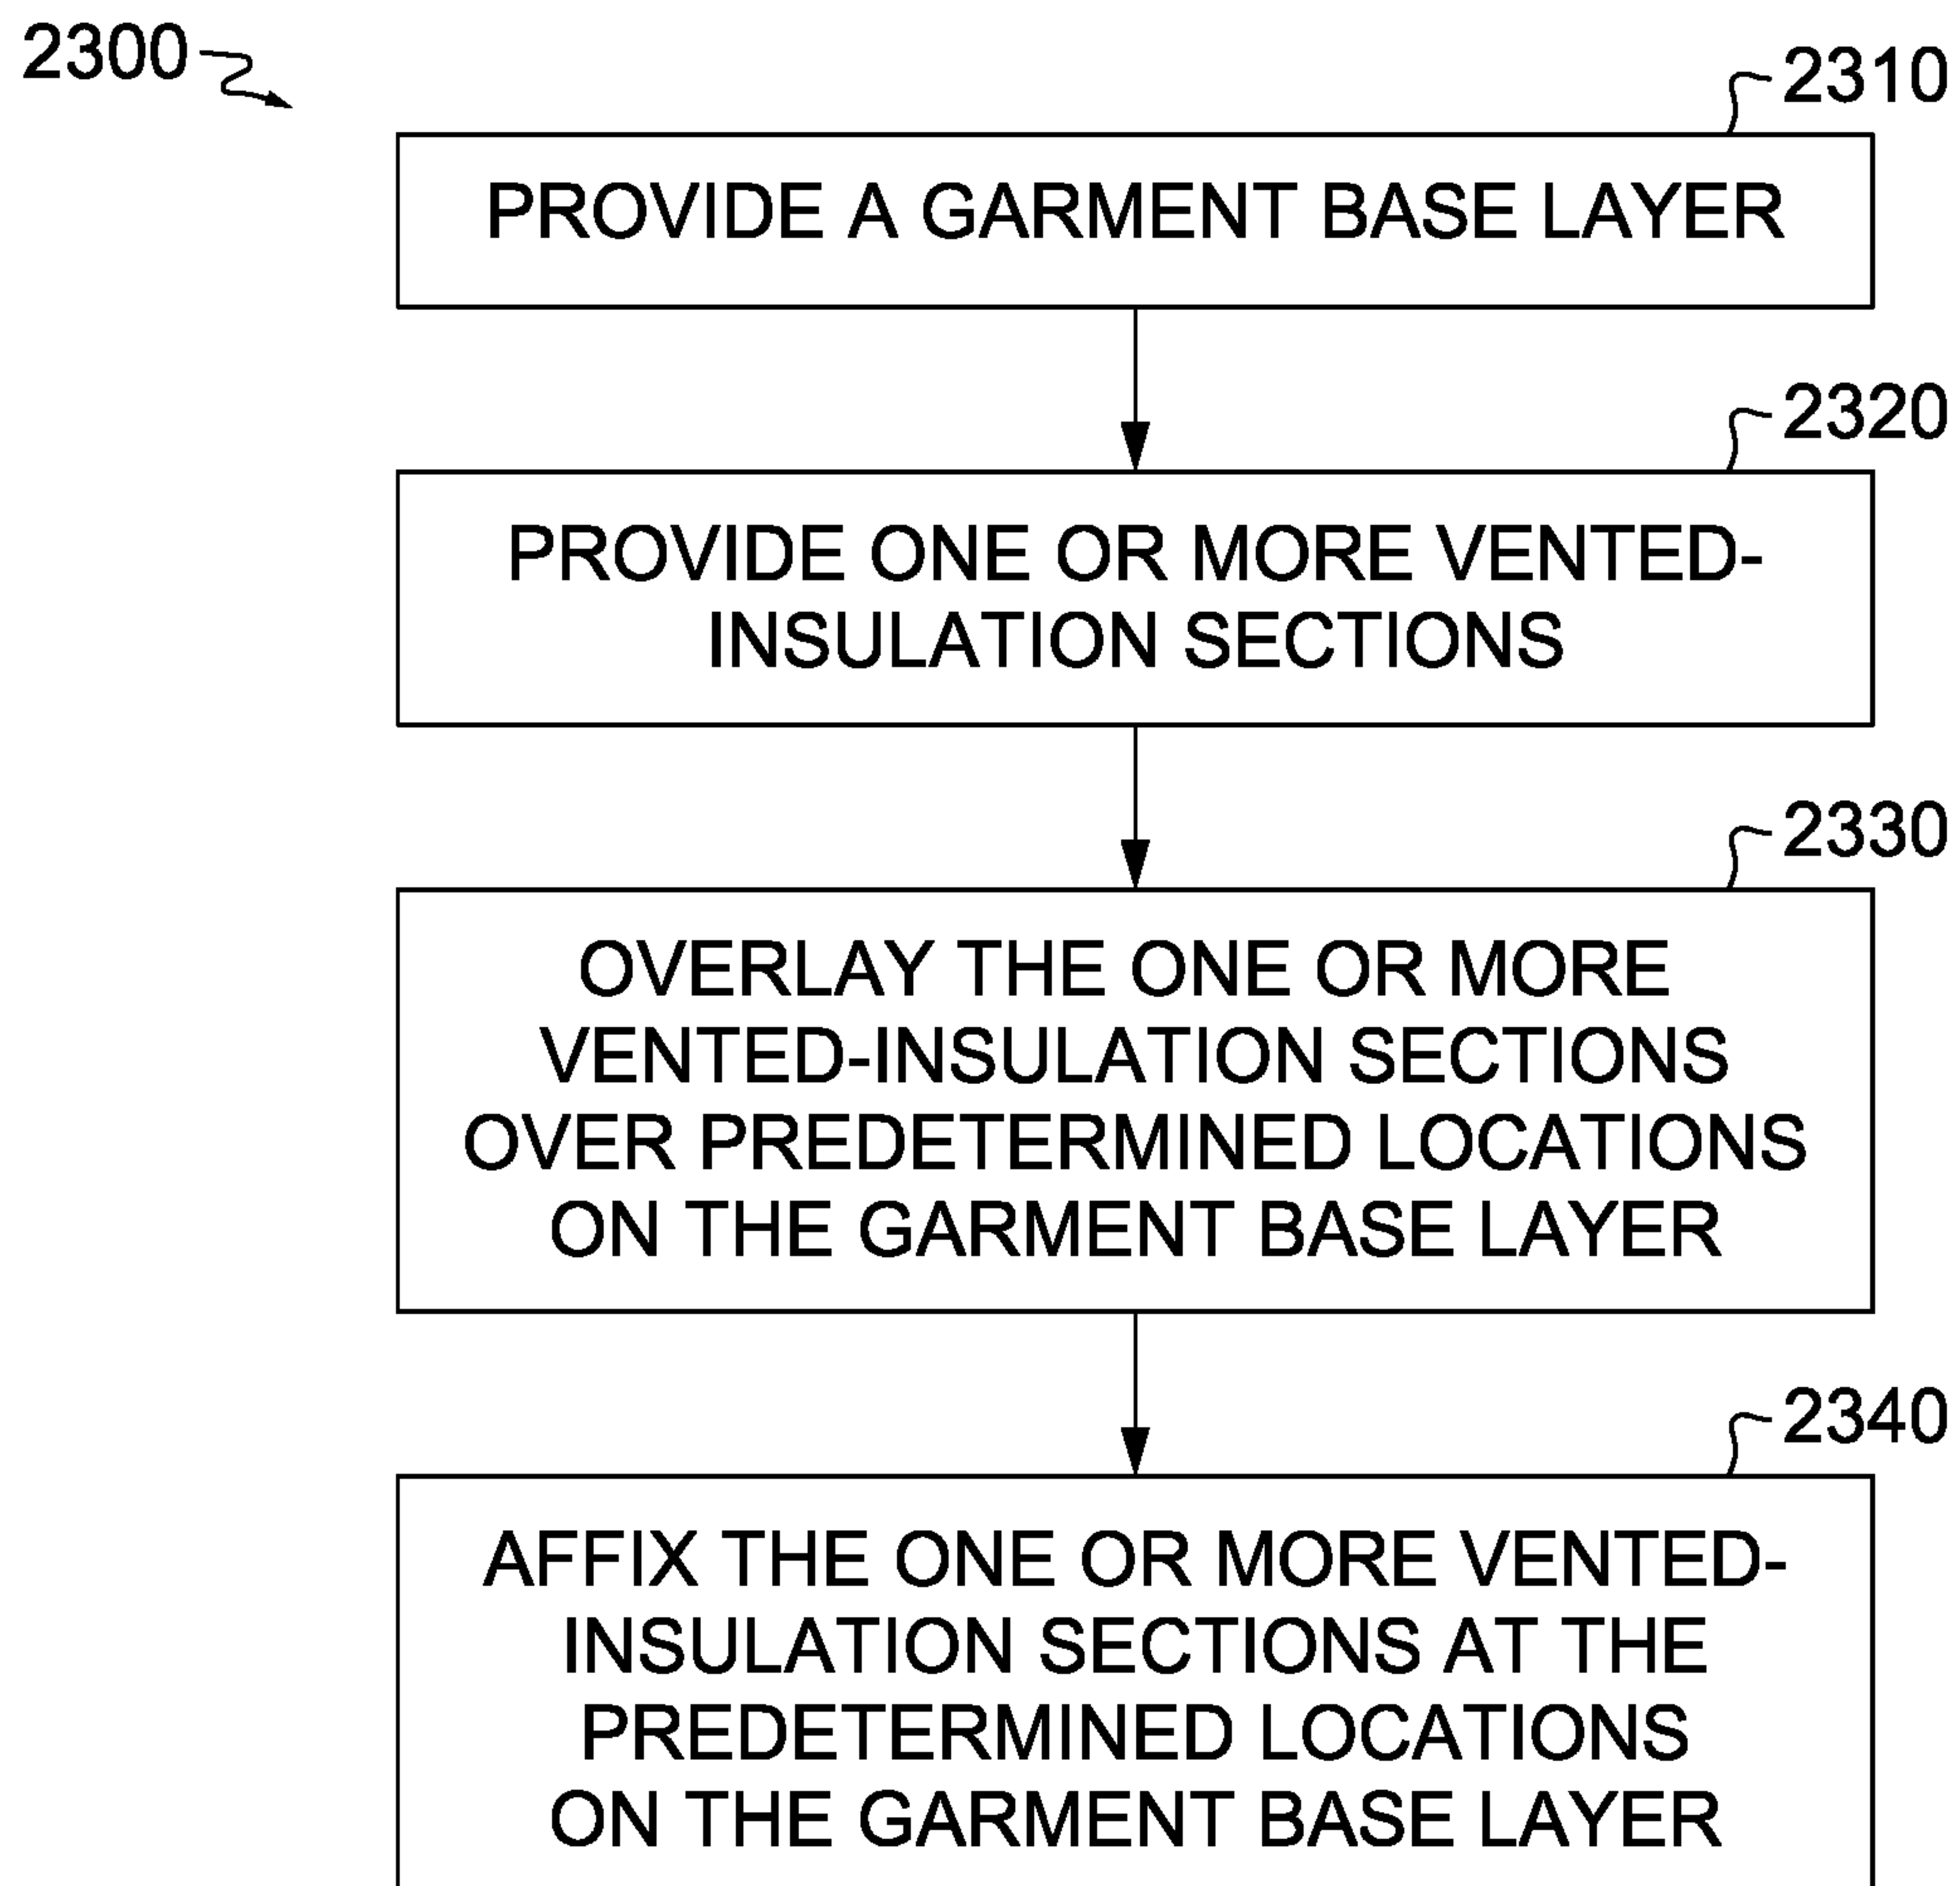 2300
2310
PROVIDE A GARMENT BASE LAYER
2320
PROVIDE ONE OR MORE VENTED-
INSULATION SECTIONS
2330
OVERLAY THE ONE OR MORE
VENTED-INSULATION SECTIONS
OVER PREDETERMINED LOCATIONS
ON THE GARMENT BASE LAYER
2340
AFFIX THE ONE OR MORE VENTED-
INSULATION SECTIONS AT THE
PREDETERMINED LOCATIONS
ON THE GARMENT BASE LAYER